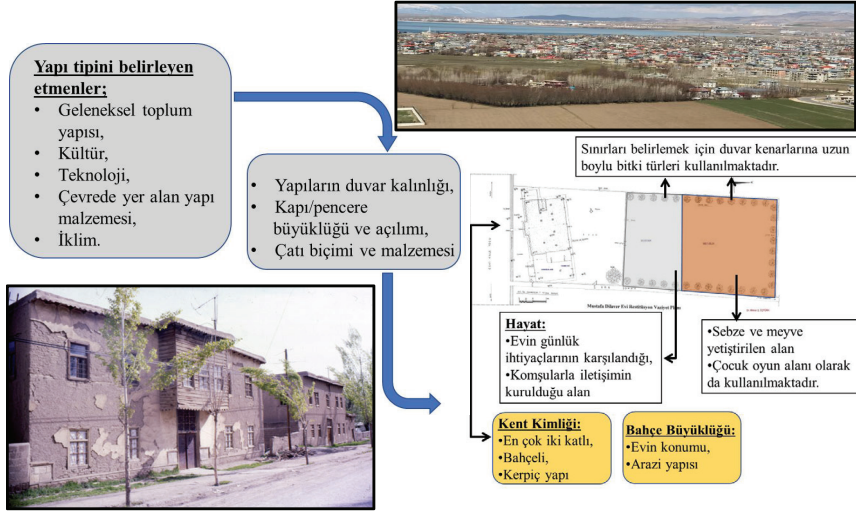 Yapı tipini belirleyen
etmenler;
• Geleneksel toplum
yapısı,
• Kültür,
• Teknoloji,
• Çevrede yer alan yapı
malzemesi,
• İklim.
• Yapıların duvar kalınlığı,
• Kapı/pencere
büyüklüğü ve açılımı,
• Çatı biçimi ve malzemesi
Sınırları belirlemek için duvar kenarlarına uzun
boylu bitki türleri kullanılmaktadır.
Mustafa Dilaver Evi Restitüsyon Vaziyet Planı
Hayat:
•Evin günlük
ihtiyaçlarının karşılandığı,
•Komşularla iletişimin
kurulduğu alan
•Sebze ve meyve
yetiştirilen alan
•Çocuk oyun alanı olarak
da kullanılmaktadır.
Kent Kimliği:
•En çok iki katlı,
•Bahçeli,
•Kerpiç yapı
Bahçe Büyüklüğü:
•Evin konumu,
•Arazi yapısı